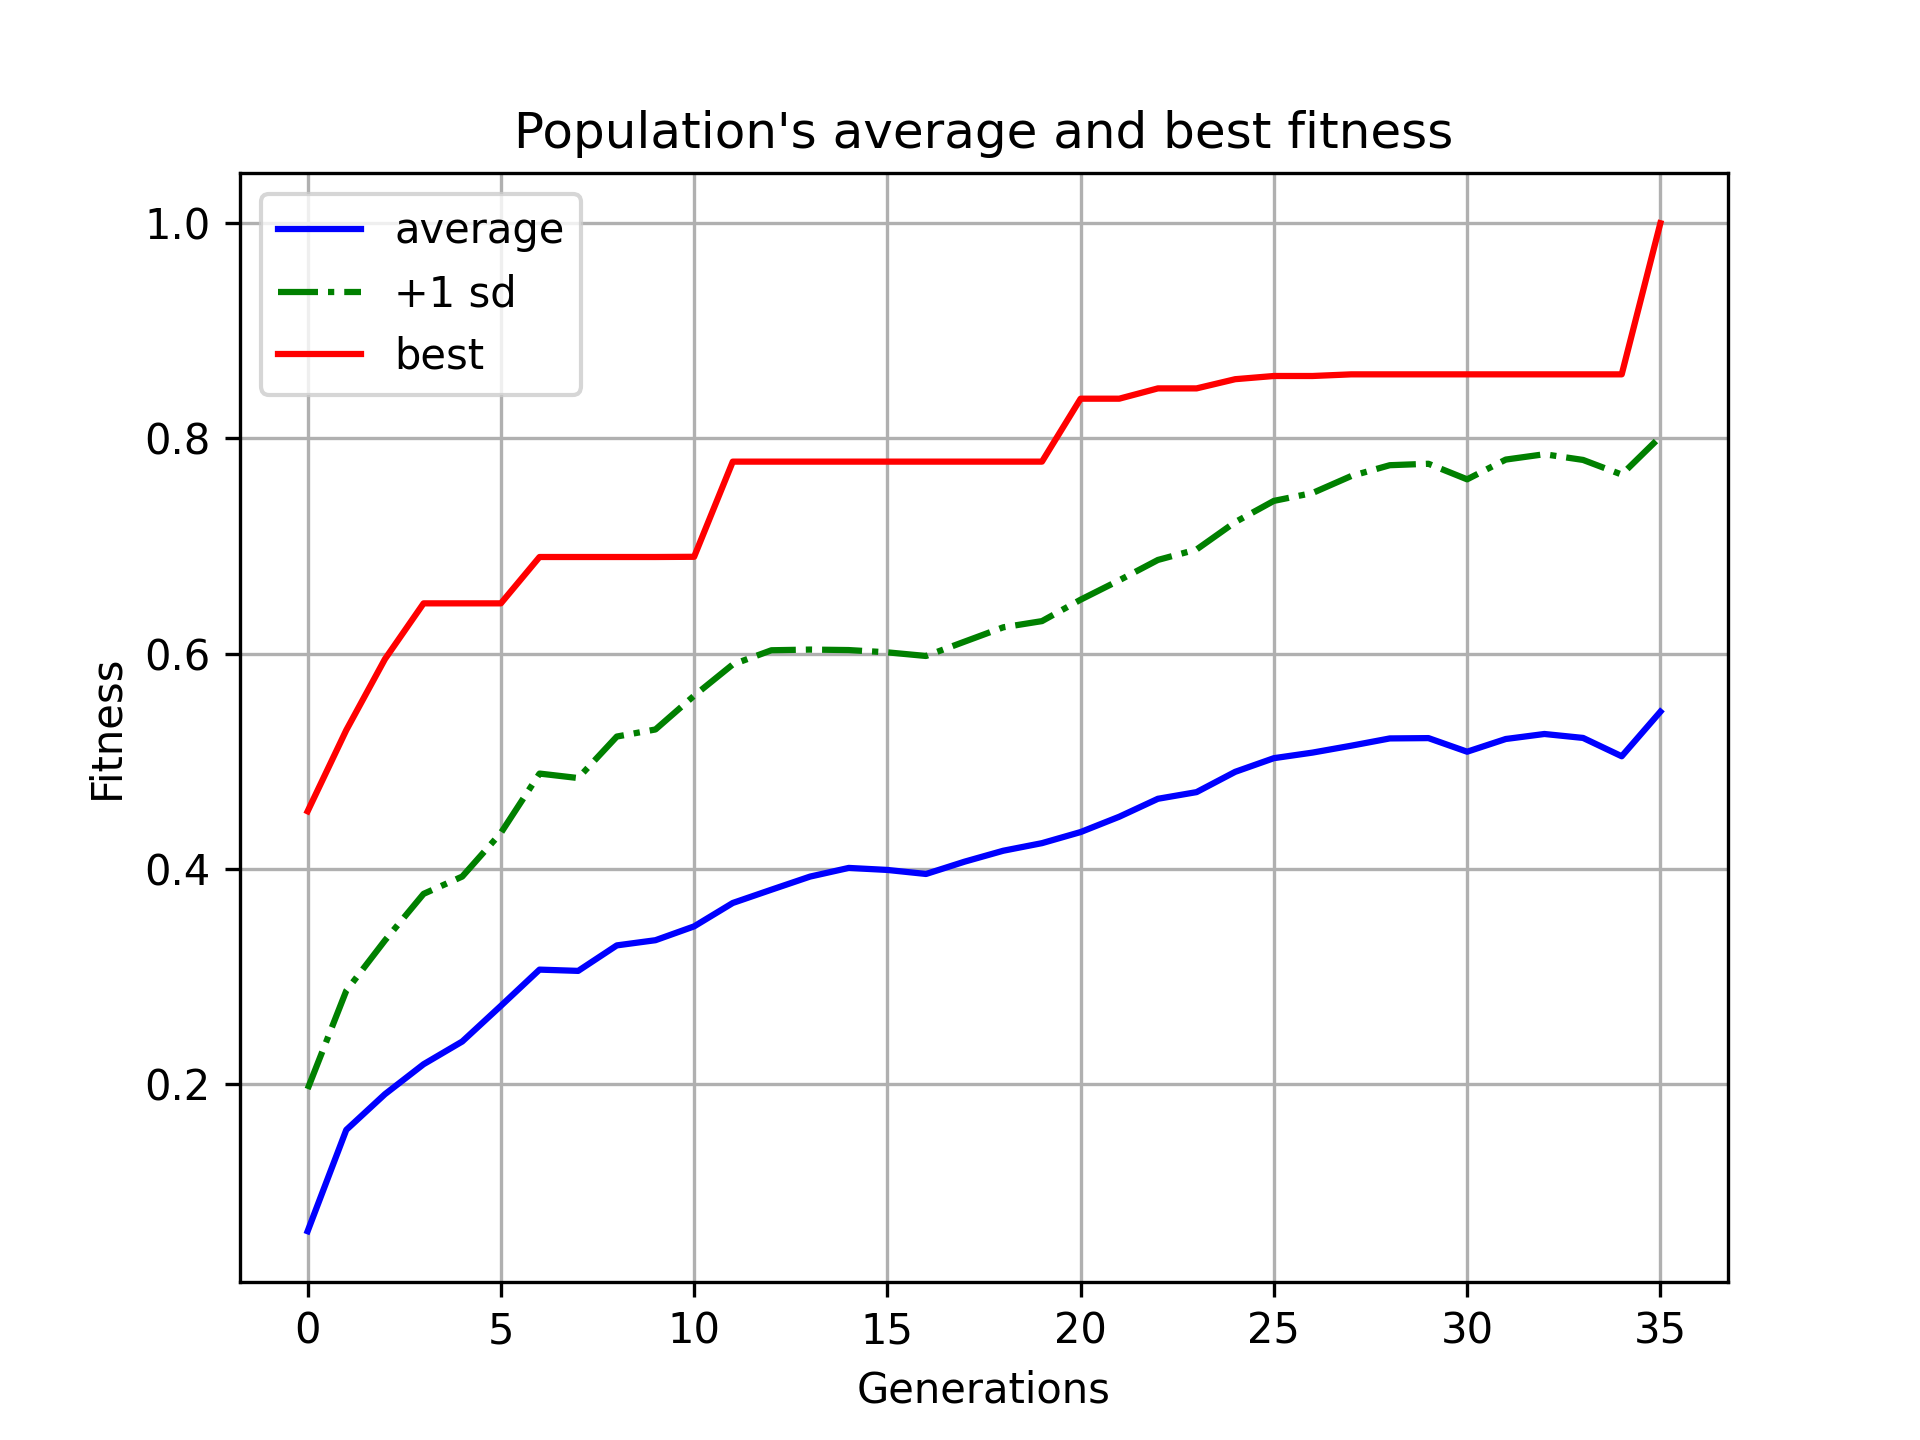 Population's average and best fitness
average
+1 sd
best
1.0
0.8
0.6
0.4
0.2
Fitness
0 5 10 15 20 25 30 35
Generations